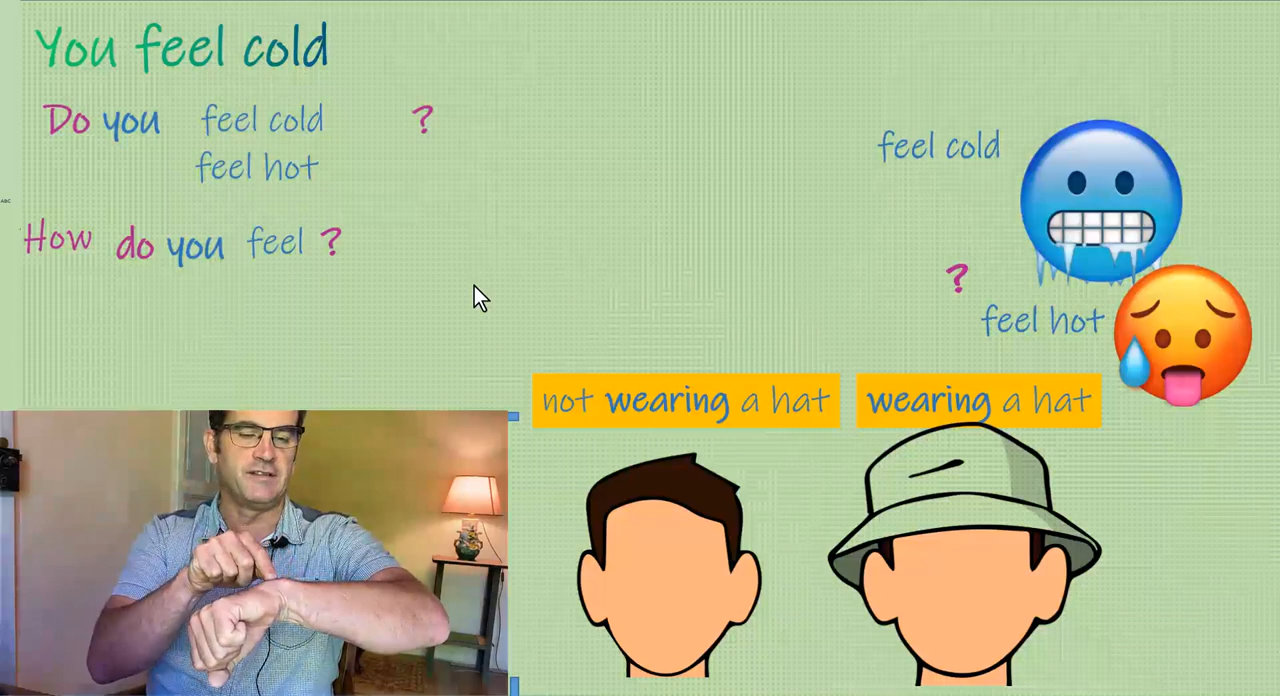 You feel cold
Do you feel cold ?
feel hot
How do you feel ?
feel cold
?
feel hot
not wearing a hat
wearing a hat
ABC